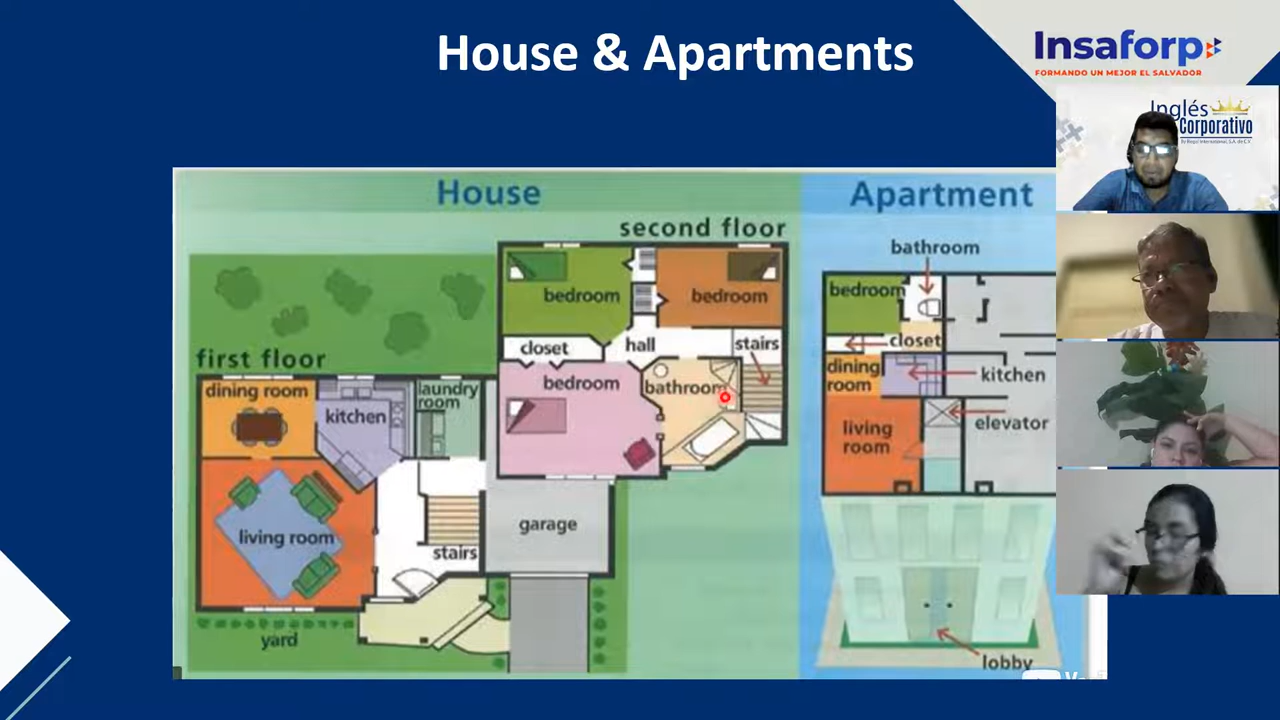 House & Apartments
Insaforp
FORMANDO UN MEJOR EL SALVADOR
Inglés
Corporativo
House
Apartment
second floor
bathroom
bedroom
bedroom
bedroom
closet
hall
stairs
closet
first floor
bedroom
bathroom
dining
room
kitchen
dining room
laundry
room
kitchen
elevator
living
room
living room
garage
stairs
yard
lobby